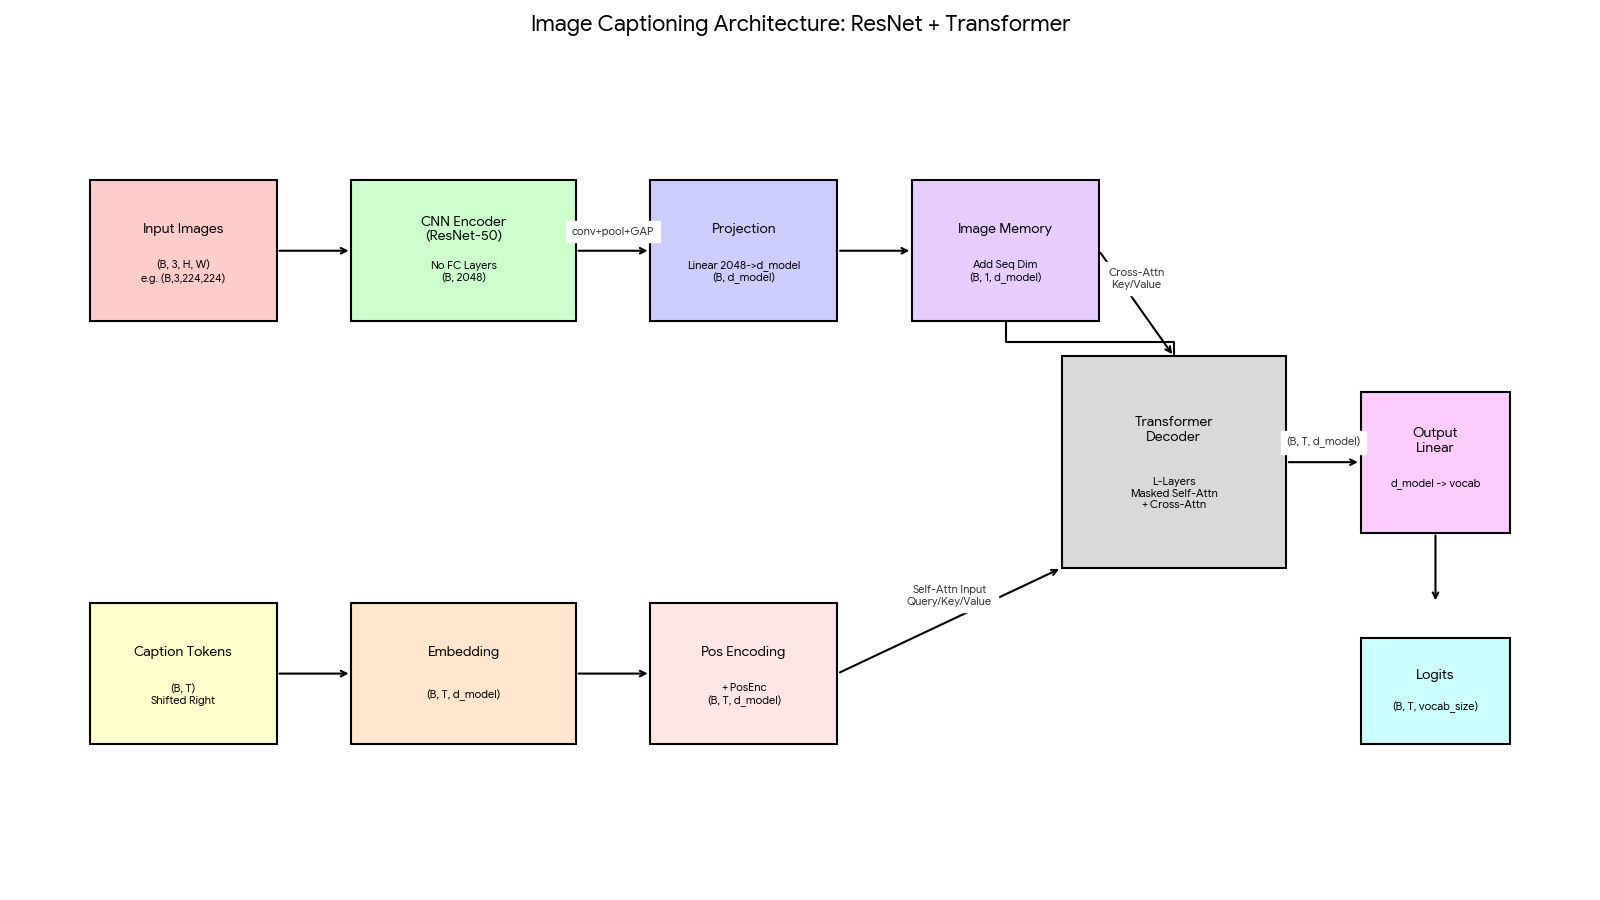 Image Captioning Architecture: ResNet + Transformer
Input Images
(B, 3, H, W)
e.g. (B,3,224,224)
CNN Encoder
(ResNet-50)
No FC Layers
(B, 2048)
conv+pool+GAP
Projection
Linear 2048->d_model
(B, d_model)
Image Memory
Add Seq Dim
(B, 1, d_model)
Cross-Attn
Key/Value
Transformer
Decoder
L-Layers
Masked Self-Attn
+ Cross-Attn
(B, T, d_model)
Output
Linear
d_model -> vocab
Caption Tokens
(B, T)
Shifted Right
Embedding
(B, T, d_model)
Pos Encoding
+ PosEnc
(B, T, d_model)
Self-Attn Input
Query/Key/Value
Logits
(B, T, vocab_size)